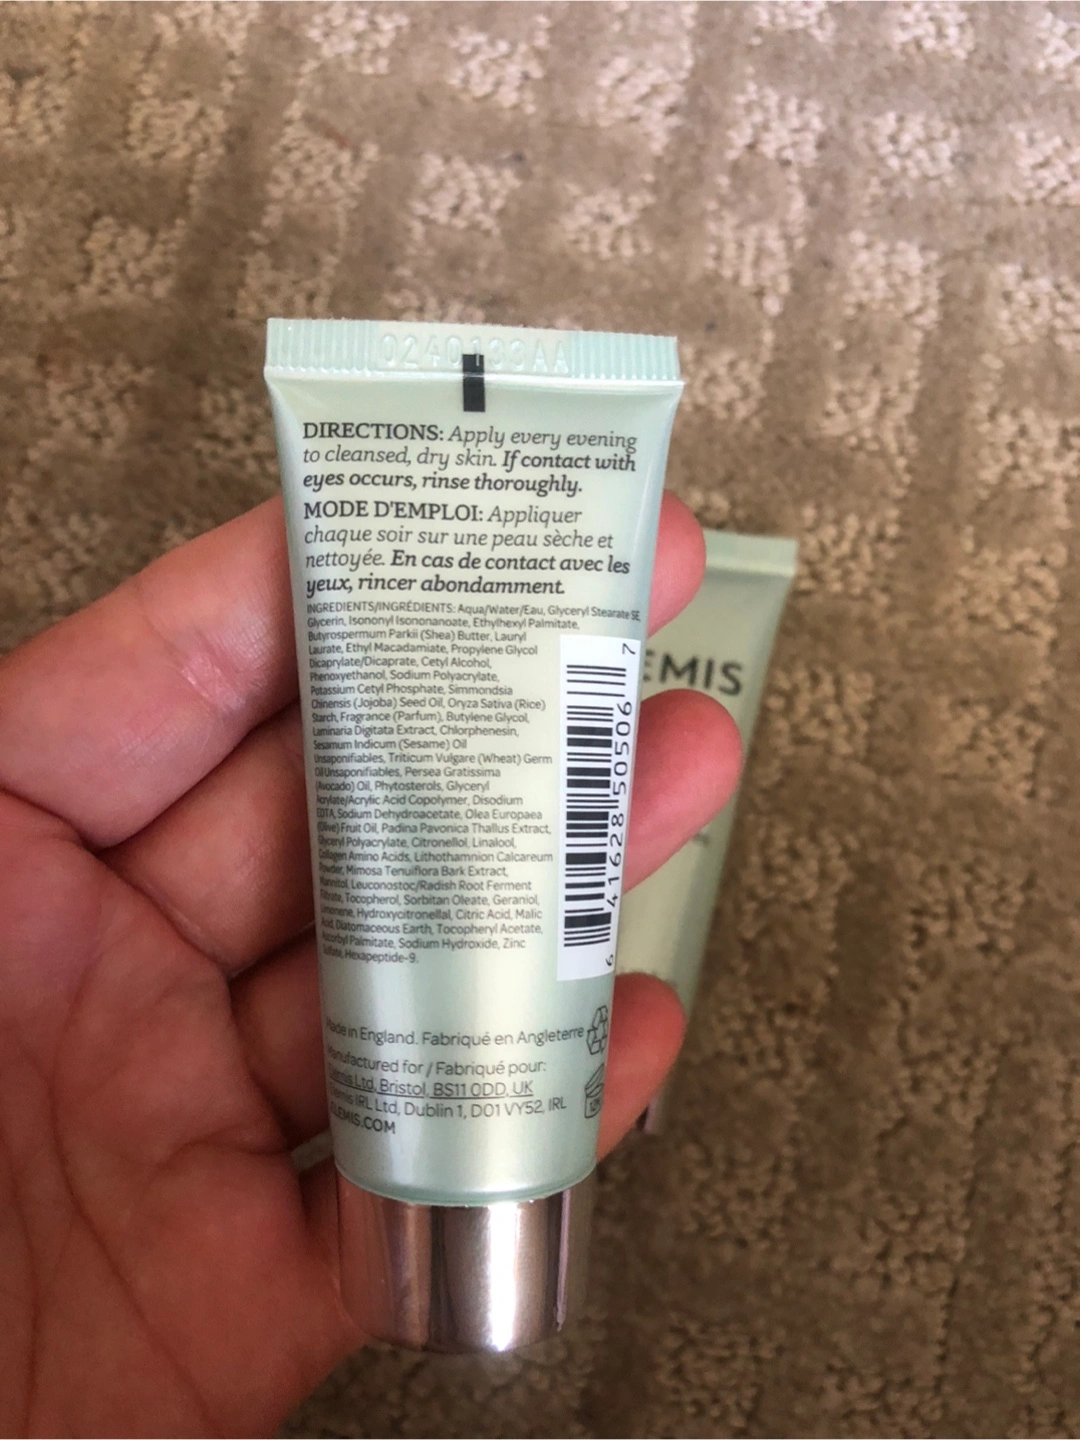 0240133AA
DIRECTIONS: Apply every evening
to cleansed, dry skin. If contact with
eyes occurs, rinse thoroughly.
MODE D'EMPLOI: Appliquer
chaque soir sur une peau sèche et
nettoyée. En cas de contact avec les
yeux, rincer abondamment.
INGREDIENTS/INGRÉDIENTS: Aqua/Water/Eau, Glyceryl Stearate SE,
Glycerin, Isononyl Isononanoate, Ethylhexyl Palmitate,
Butyrospermum Parkii (Shea) Butter, Lauryl
Laurate, Ethyl Macadamiate, Propylene Glycol
Dicaprylate/Dicaprate, Cetyl Alcohol,
Phenoxyethanol, Sodium Polyacrylate,
Potassium Cetyl Phosphate, Simmondsia
Chinensis (Jojoba) Seed Oil, Oryza Sativa (Rice)
Starch, Fragrance (Parfum), Butylene Glycol,
Laminaria Digitata Extract, Chlorphenesin,
Sesamum Indicum (Sesame) Oil
Unsaponifiables, Triticum Vulgare (Wheat) Germ
Oil Unsaponifiables, Persea Gratissima
(Avocado) Oil, Phytosterols, Glyceryl
Acrylate/Acrylic Acid Copolymer, Disodium
EDTA, Sodium Dehydroacetate, Olea Europaea
(Olive) Fruit Oil, Padina Pavonica Thallus Extract,
Glyceryl Polyacrylate, Citronellol, Linalool,
Collagen Amino Acids, Lithothamnion Calcareum
Powder, Mimosa Tenuiflora Bark Extract,
Mannitol, Leuconostoc/Radish Root Ferment
Filtrate, Tocopherol, Sorbitan Oleate, Geraniol,
Limonene, Hydroxycitronellal, Citric Acid, Malic
Acid, Diatomaceous Earth, Tocopheryl Acetate,
Ascorbyl Palmitate, Sodium Hydroxide, Zinc
Sulfate, Hexapeptide-9.
6 41628 50506 7
Made in England. Fabriqué en Angleterre
Manufactured for / Fabriqué pour:
Elemis Ltd, Bristol, BS11 0DD, UK
Elemis IRL Ltd, Dublin 1, D01 VY52, IRL
ELEMIS.COM
12M
EMIS